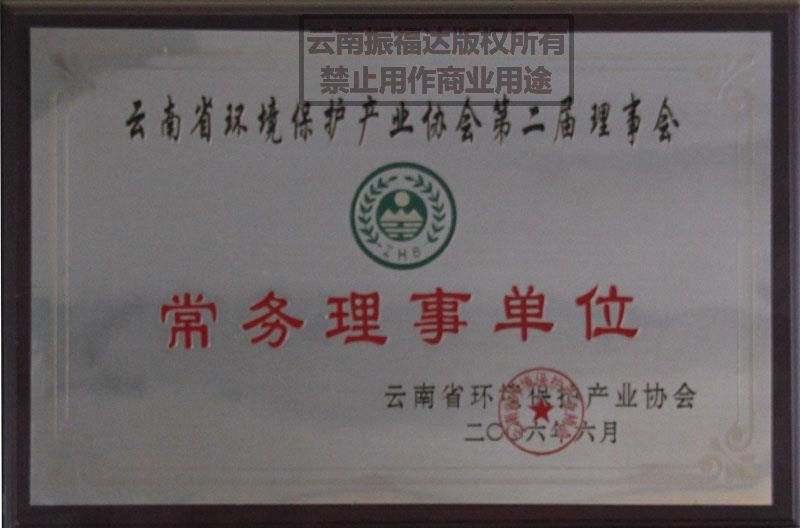 云南振福达版权所有
禁止用作商业用途
云南省环境保护产业协会第二届理事会
ZHB
常务理事单位
云南省环境保护产业协会
二〇〇六年六月